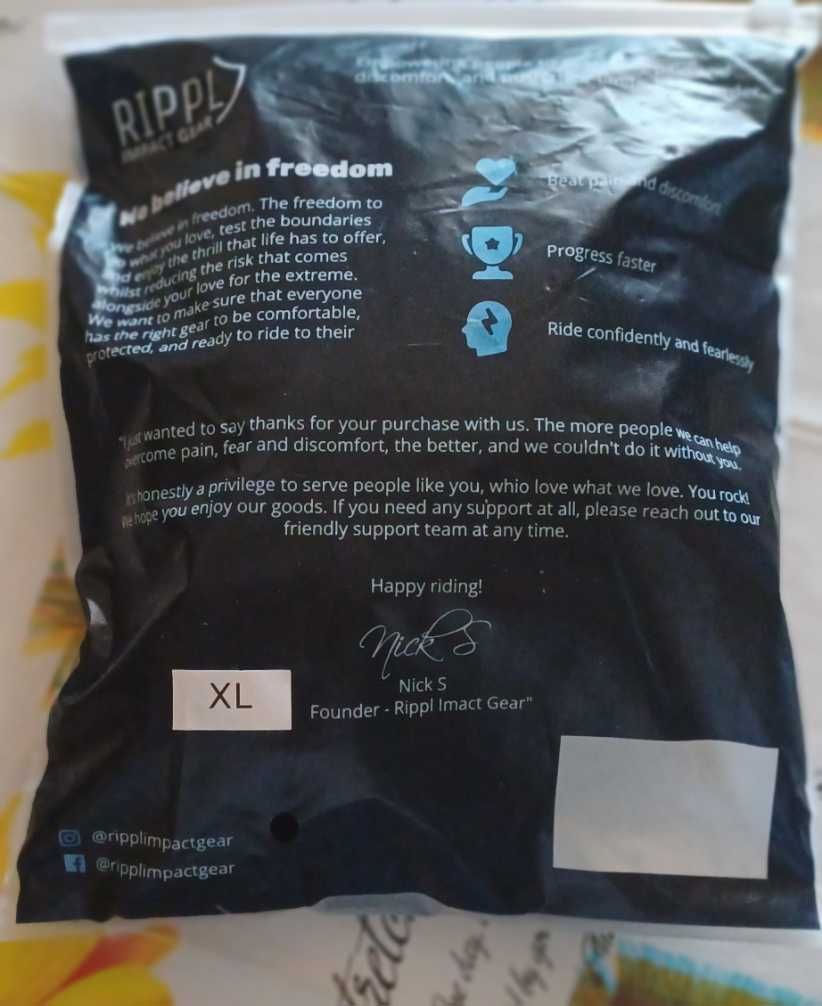 RIPPL
IMPACT GEAR
discomfort, and
We believe in freedom
We believe in freedom. The freedom to
do what you love, test the boundaries
and enjoy the thrill that life has to offer,
whilst reducing the risk that comes
alongside your love for the extreme.
We want to make sure that everyone
has the right gear to be comfortable,
protected, and ready to ride to their
Beat pain and discomfort
Progress faster
Ride confidently and fearlessly
"I just wanted to say thanks for your purchase with us. The more people we can help
overcome pain, fear and discomfort, the better, and we couldn't do it without you.
It's honestly a privilege to serve people like you, whio love what we love. You rock!
We hope you enjoy our goods. If you need any support at all, please reach out to our
friendly support team at any time.
Happy riding!
Nick S
Nick S
Founder - Rippl Imact Gear"
XL
@ripplimpactgear
@ripplimpactgear